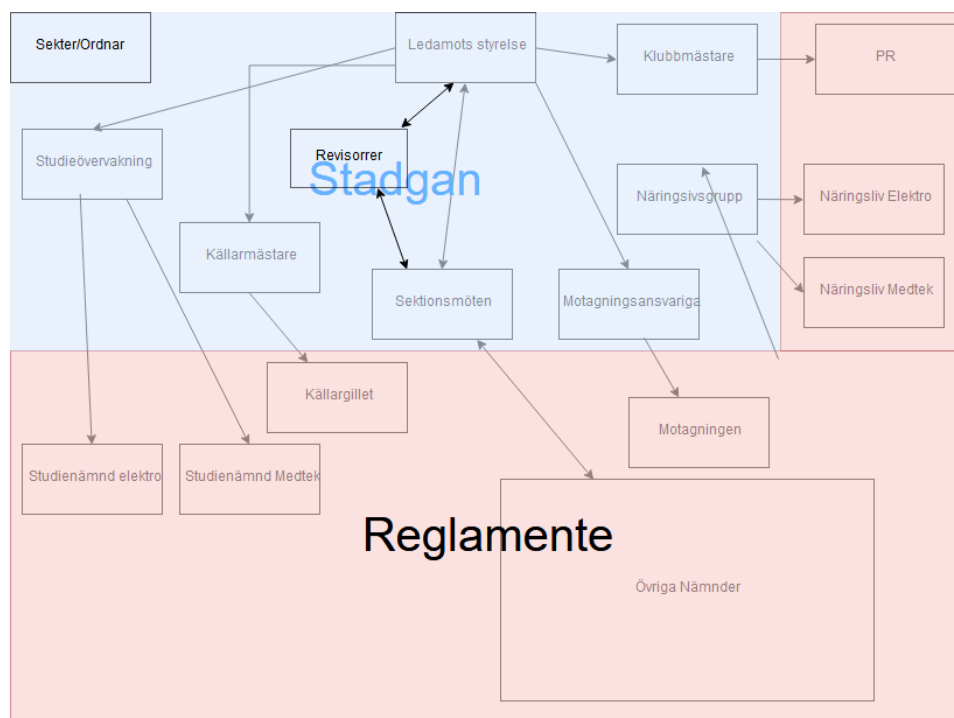 Sekter/Ordnar
Ledamots styrelse
Klubbmästare
PR
Studieövervakning
Revisorrer
Stadgan
Näringsivsgrupp
Näringsliv Elektro
Källarmästare
Sektionsmöten
Motagningsansvariga
Näringsliv Medtek
Källargillet
Motagningen
Studienämnd elektro
Studienämnd Medtek
Reglamente
Övriga Nämnder